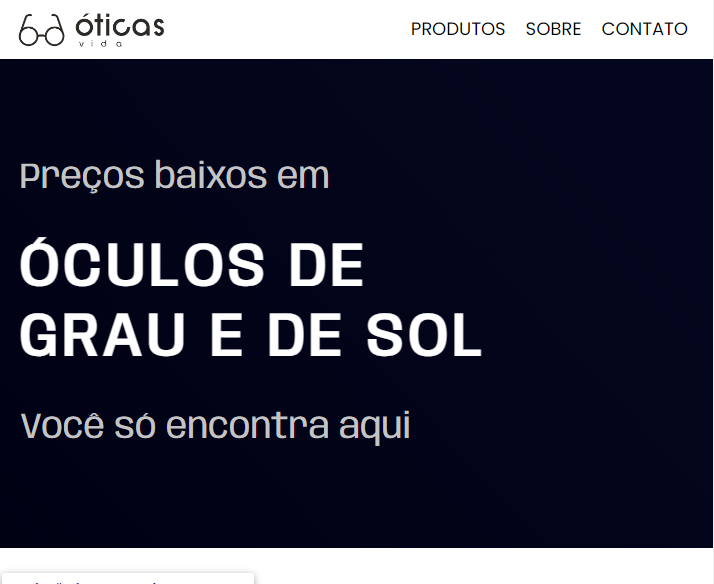 óticas
vida
PRODUTOS SOBRE CONTATO
Preços baixos em
ÓCULOS DE
GRAU E DE SOL
Você só encontra aqui